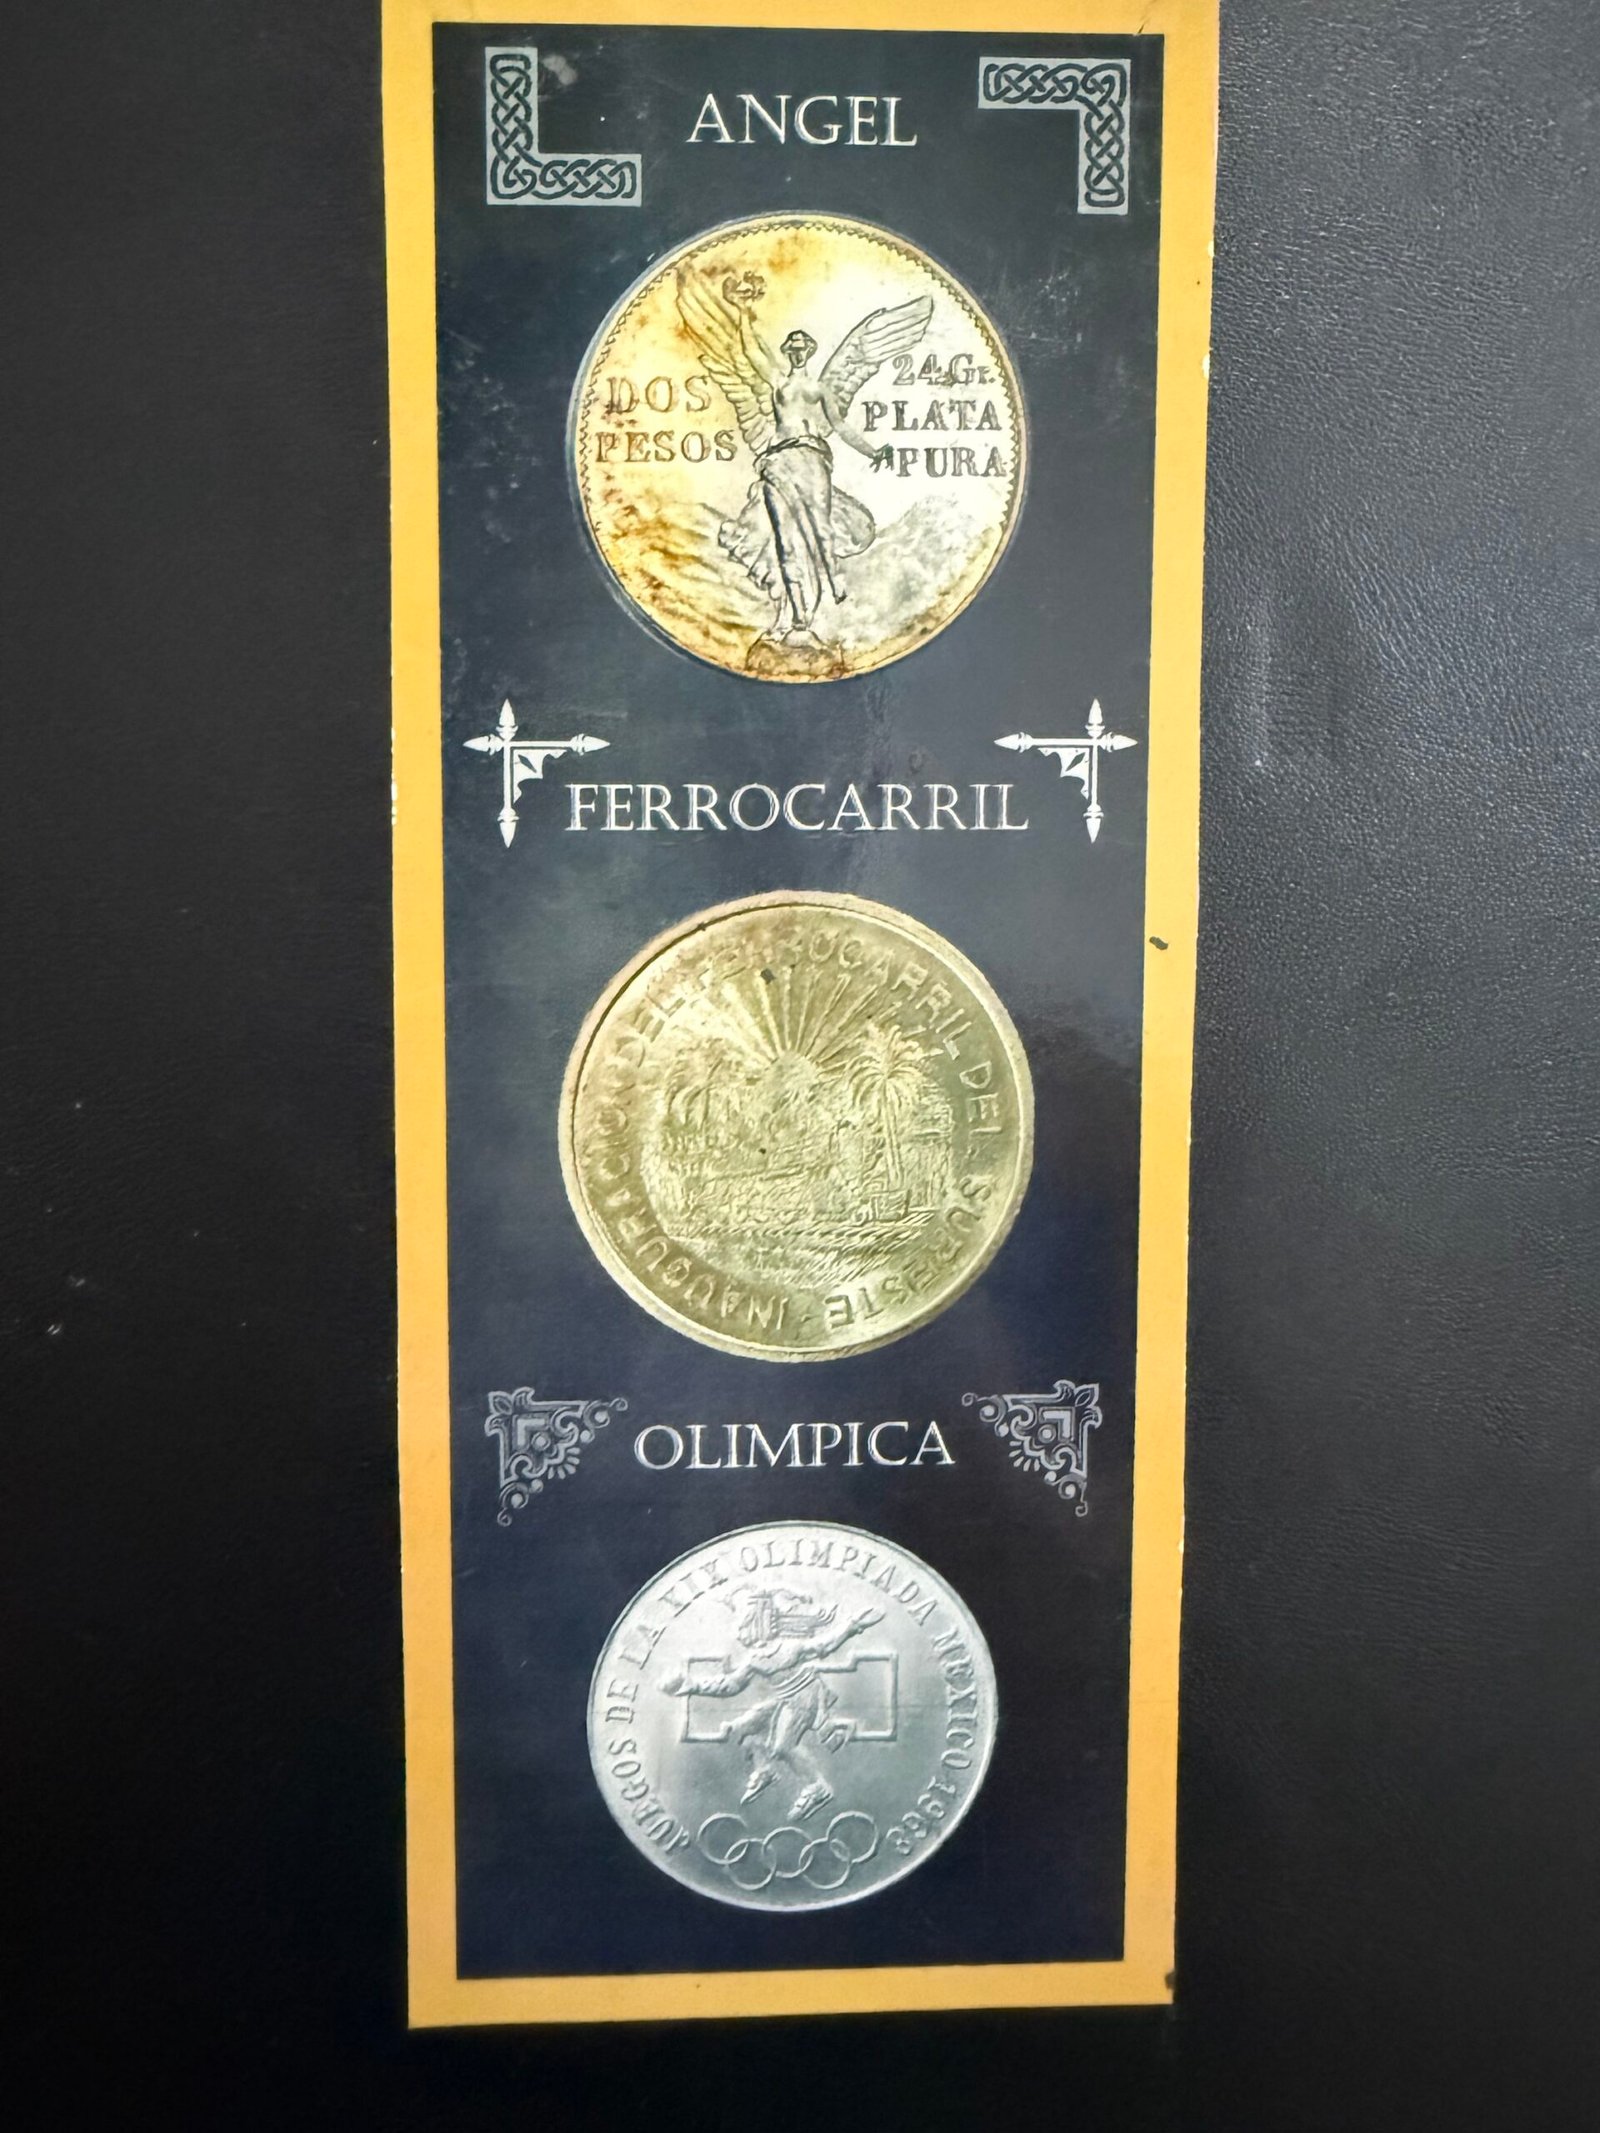 ANGEL
DOS
PESOS
24 Gr.
PLATA
PURA
FERROCARRIL
INAUGURACION DEL FERROCARRIL DEL SURESTE
OLIMPICA
JUEGOS DE LA XIX OLIMPIADA MEXICO 1968